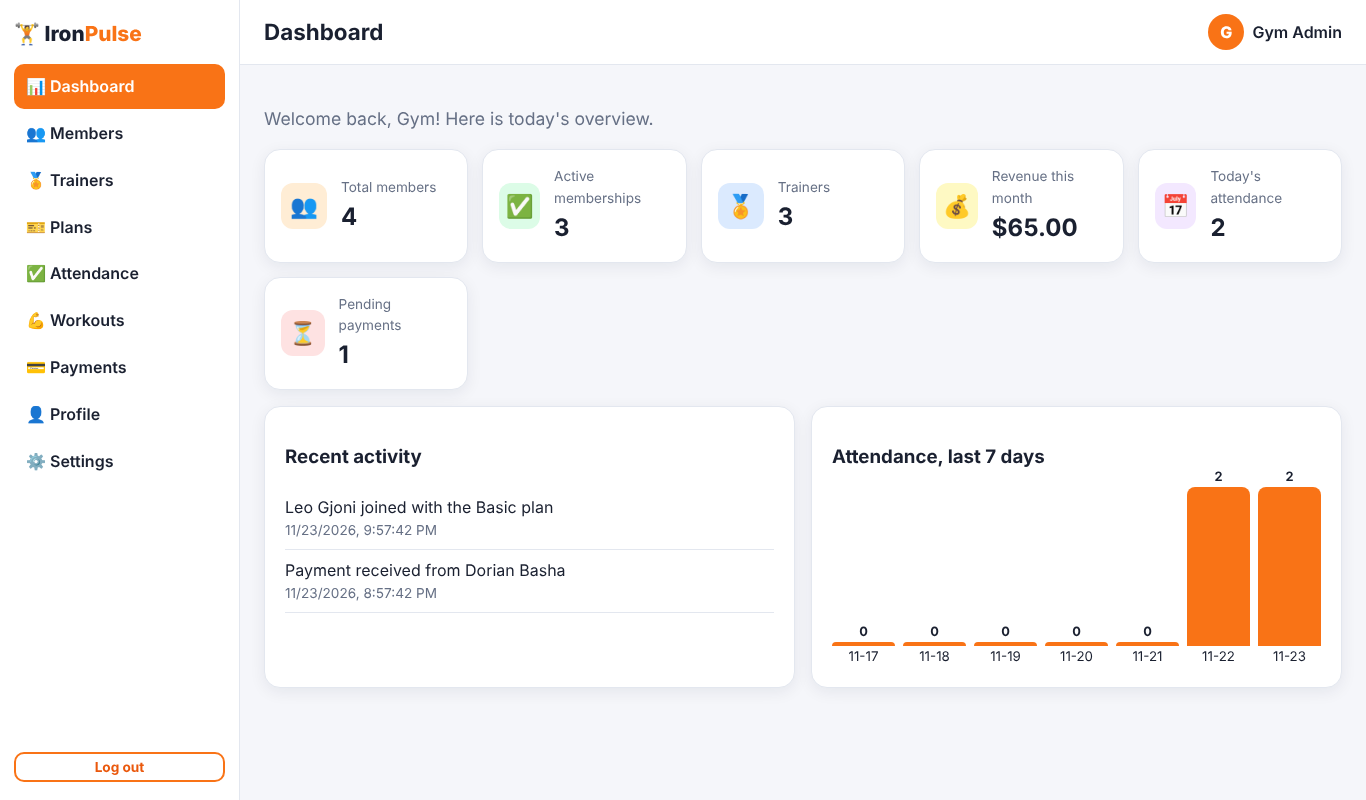 IronPulse
Dashboard
Members
Trainers
Plans
Attendance
Workouts
Payments
Profile
Settings
Log out
Dashboard
G
Gym Admin
Welcome back, Gym! Here is today's overview.
Total members
4
Active
memberships
3
Trainers
3
Revenue this
month
$65.00
Today's
attendance
2
Pending
payments
1
Recent activity
Leo Gjoni joined with the Basic plan
11/23/2026, 9:57:42 PM
Payment received from Dorian Basha
11/23/2026, 8:57:42 PM
Attendance, last 7 days
0 0 0 0 0 2 2
11-17 11-18 11-19 11-20 11-21 11-22 11-23